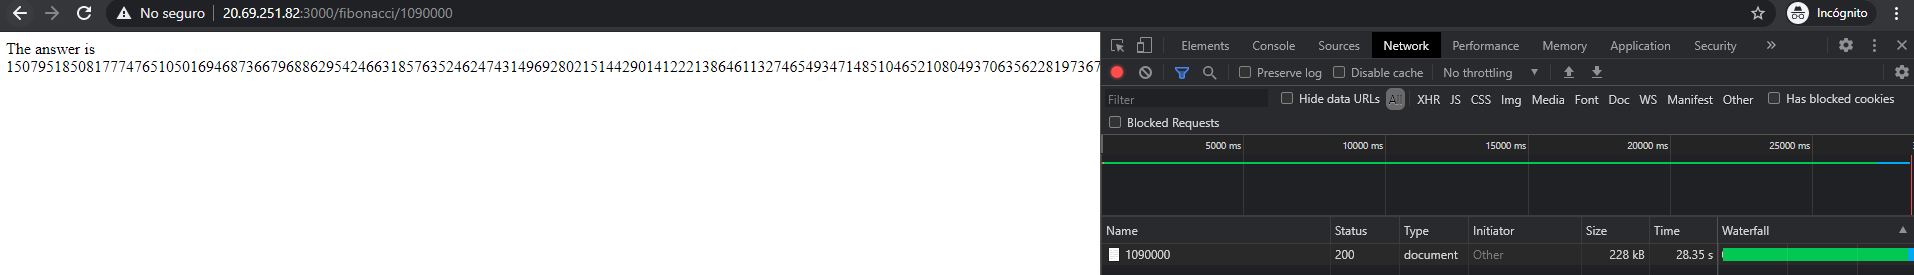 No seguro 20.69.251.82:3000/fibonacci/1090000 Incógnito
The answer is
15079518508177747651050169468736679688629542466318576352462474314969280215144290141222138646113274654934714851046521080493706356228197367
Elements Console Sources Network Performance Memory Application Security »
Preserve log Disable cache No throttling
Filter Hide data URLs All XHR JS CSS Img Media Font Doc WS Manifest Other Has blocked cookies
Blocked Requests
5000 ms 10000 ms 15000 ms 20000 ms 25000 ms
Name Status Type Initiator Size Time Waterfall
1090000 200 document Other 228 kB 28.35 s